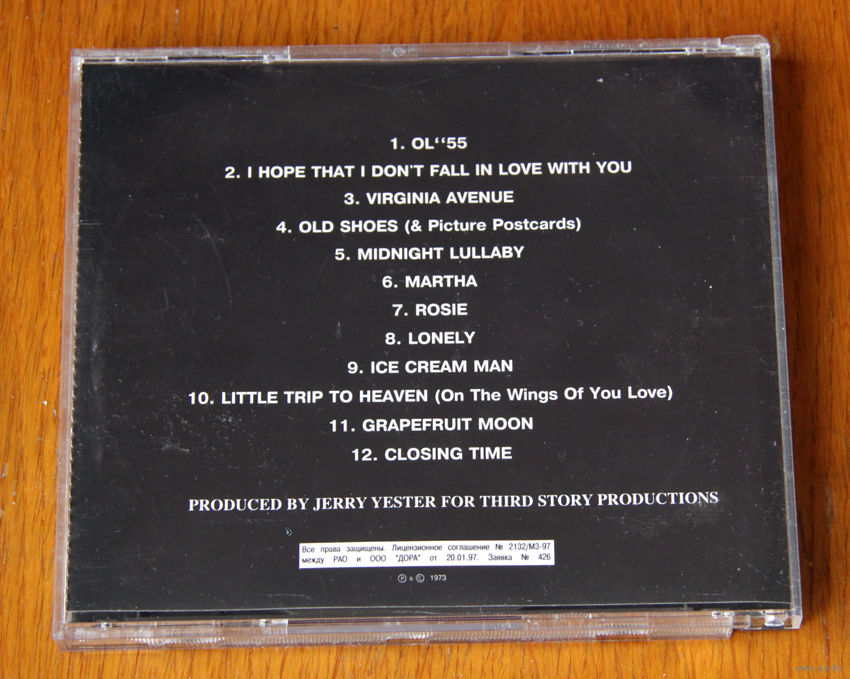 1. OL‘‘55
2. I HOPE THAT I DON'T FALL IN LOVE WITH YOU
3. VIRGINIA AVENUE
4. OLD SHOES (& Picture Postcards)
5. MIDNIGHT LULLABY
6. MARTHA
7. ROSIE
8. LONELY
9. ICE CREAM MAN
10. LITTLE TRIP TO HEAVEN (On The Wings Of You Love)
11. GRAPEFRUIT MOON
12. CLOSING TIME
PRODUCED BY JERRY YESTER FOR THIRD STORY PRODUCTIONS
Все права защищены. Лицензионное соглашение № 2132/МЗ-97
между РАО и ООО "ДОРА" от 20.01.97. Заявка № 426
℗ & © 1973